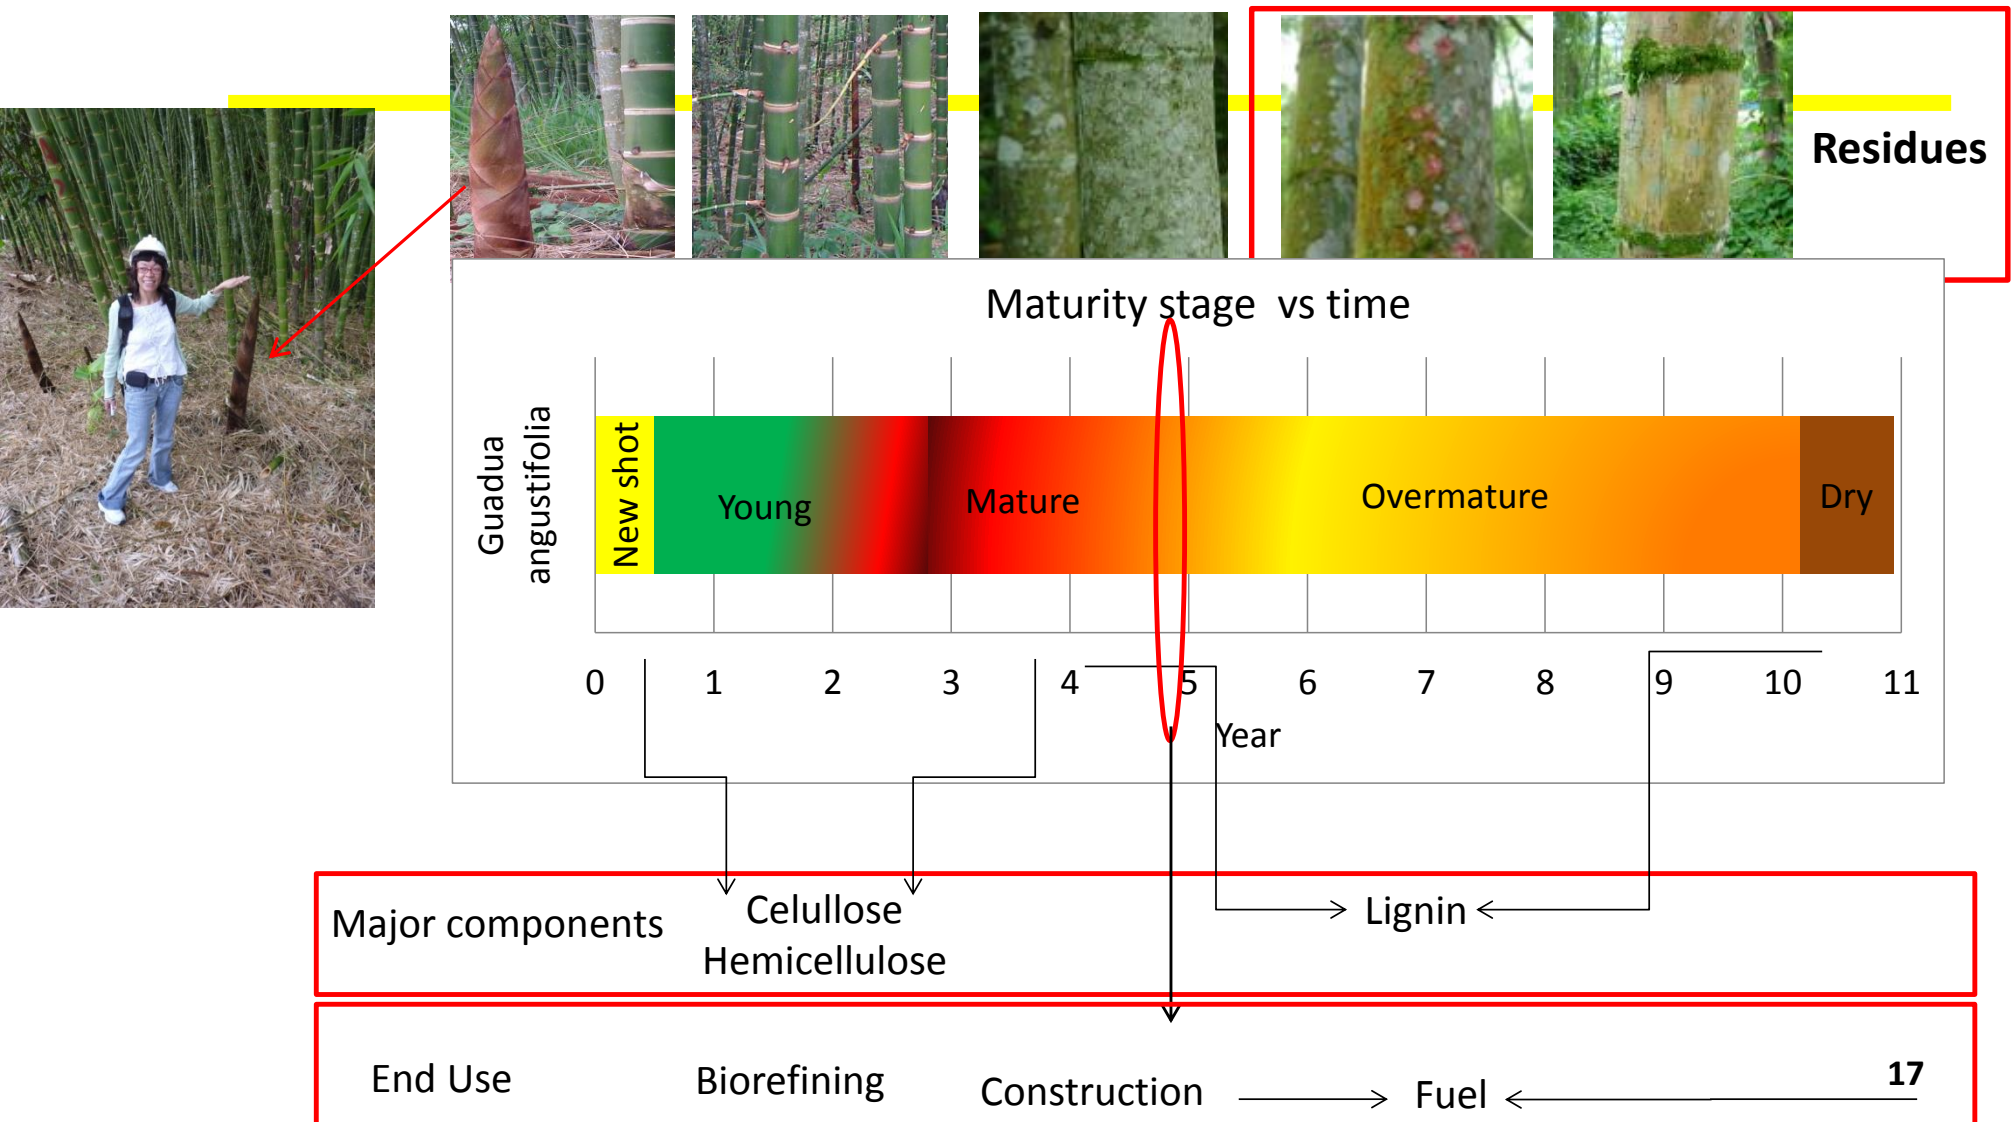 Residues
Maturity stage vs time
Guadua
angustifolia
New shot
Young
Mature
Overmature
Dry
0 1 2 3 4 5 6 7 8 9 10 11
Year
Major components
Celullose
Hemicellulose
Lignin
End Use
Biorefining
Construction
Fuel
17